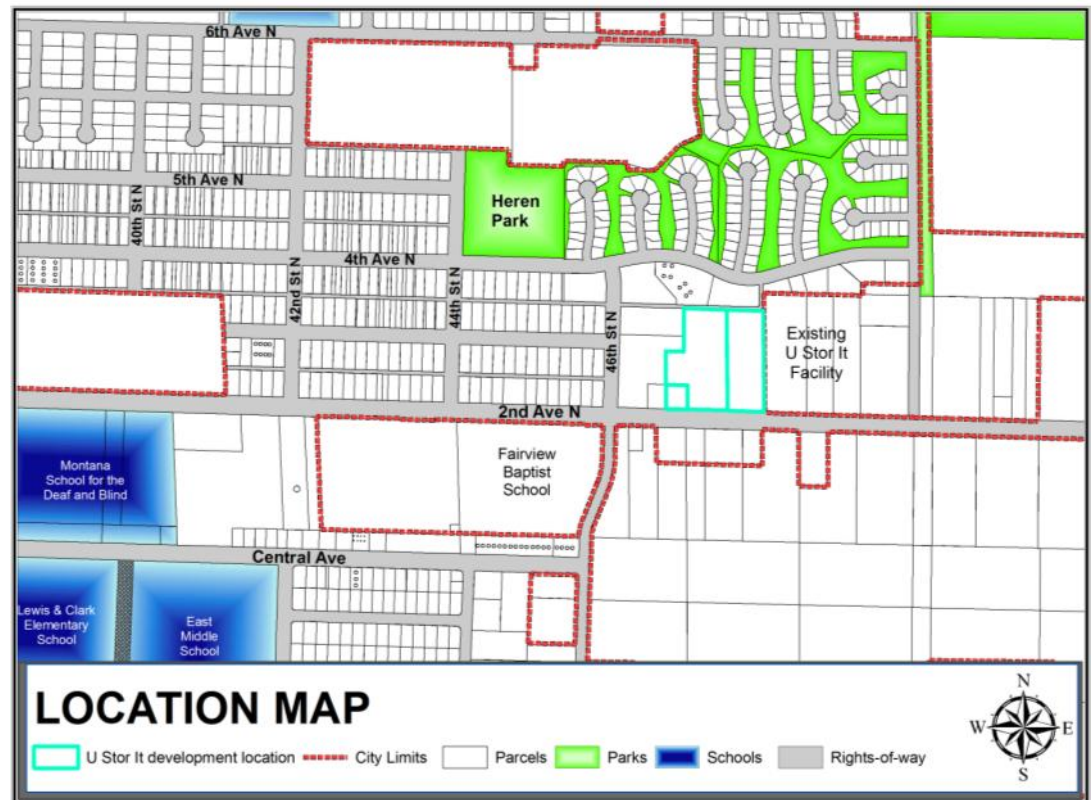 6th Ave N
5th Ave N
40th St N
Heren
Park
4th Ave N
42nd St N
44th St N
46th St N
Existing
U Stor It
Facility
2nd Ave N
Montana
School for the
Deaf and Blind
Fairview
Baptist
School
Central Ave
Lewis & Clark
Elementary
School
East
Middle
School
LOCATION MAP
N
W E
S
U Stor It development location City Limits Parcels Parks Schools Rights-of-way